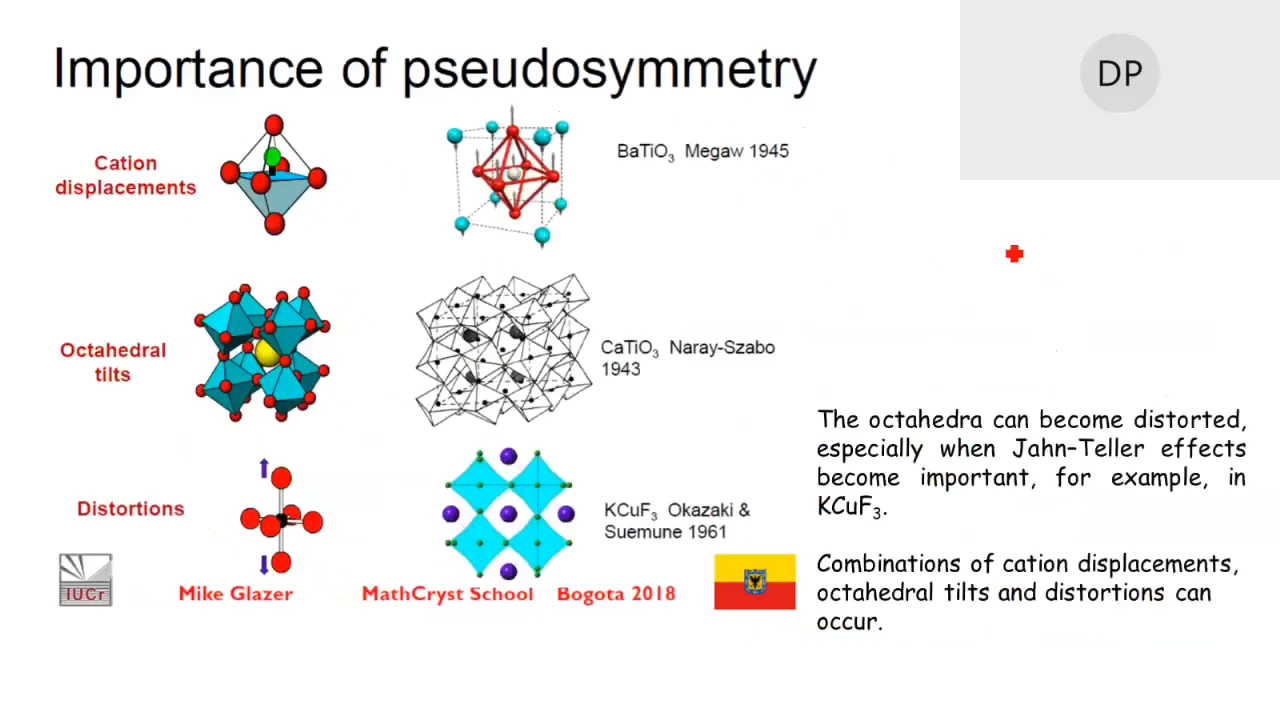 Importance of pseudosymmetry
DP
Cation
displacements
BaTiO₃ Megaw 1945
Octahedral
tilts
CaTiO₃ Naray-Szabo
1943
Distortions
KCuF₃ Okazaki &
Suemune 1961
The octahedra can become distorted,
especially when Jahn–Teller effects
become important, for example, in
KCuF₃.
Combinations of cation displacements,
octahedral tilts and distortions can
occur.
IUCr
Mike Glazer
MathCryst School
Bogota 2018